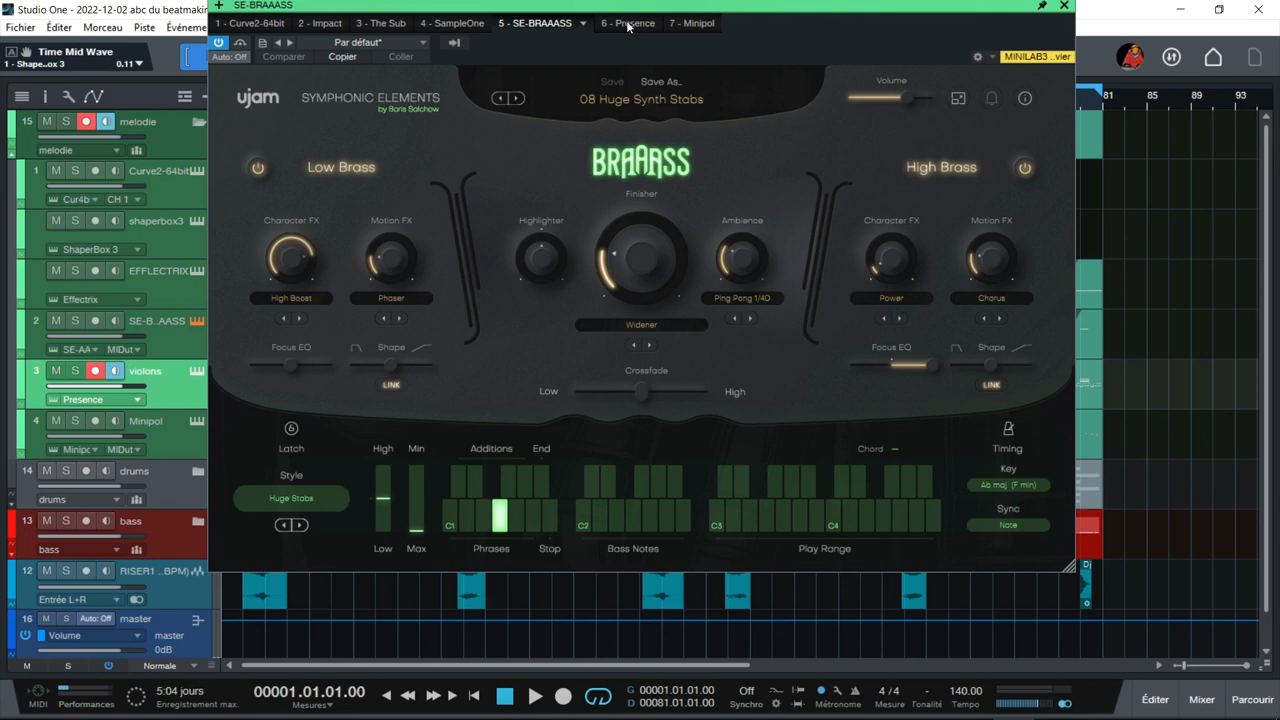 Studio One - 2022-12-02 abc du beatmakin
SE-BRAAASS
Fichier Éditer Morceau Piste
1 - Curve2-64bit 2 - Impact 3 - The Sub 4 - SampleOne 5 - SE-BRAAASS 6 - Presence 7 - Minipol
Time Mid Wave
1 - Shape...ox 3 0.11
Par défaut*
Auto: Off Comparer Copier Coller MINILAB3 ..vier
ujam SYMPHONIC ELEMENTS
by Boris Salchow
Save Save As..
08 Huge Synth Stabs
Volume
81 85 89 93
15 M S melodie
melodie
1 M S Curve2-64bit
Cur4b CH 1
M S shaperbox3
ShaperBox 3
M S EFFLECTRIX
Effectrix
2 M S SE-B..AASS
SE-AA MIDut
3 M S violons
Presence
4 M S Minipol
Minipc MIDut
14 M S drums
drums
13 M S bass
bass
12 M S RISER1 ..BPM)
Entrée L+R
16 M S Auto: Off master
Volume master
0dB
M S Normale
Low Brass
BRAAASS
High Brass
Finisher
Character FX Motion FX Highlighter Ambience Character FX Motion FX
High Boost Phaser Ping Pong 1/4D Power Chorus
Widener
Focus EQ Shape Focus EQ Shape
LINK LINK
Crossfade
Low High
Latch High Min Additions End Chord Timing
Style
Huge Stabs
Key
Ab maj (F min)
Sync
Note
C1 C2 C3 C4
Low Max Phrases Stop Bass Notes Play Range
MIDI Performances
5:04 jours
Enregistrement max.
00001.01.01.00
Mesures
G 00001.01.01.00
D 00081.01.01.00
Off
Synchro
Métronome
4 / 4
Mesure
-
Tonalité
140.00
Tempo
Éditer Mixer Parcourir